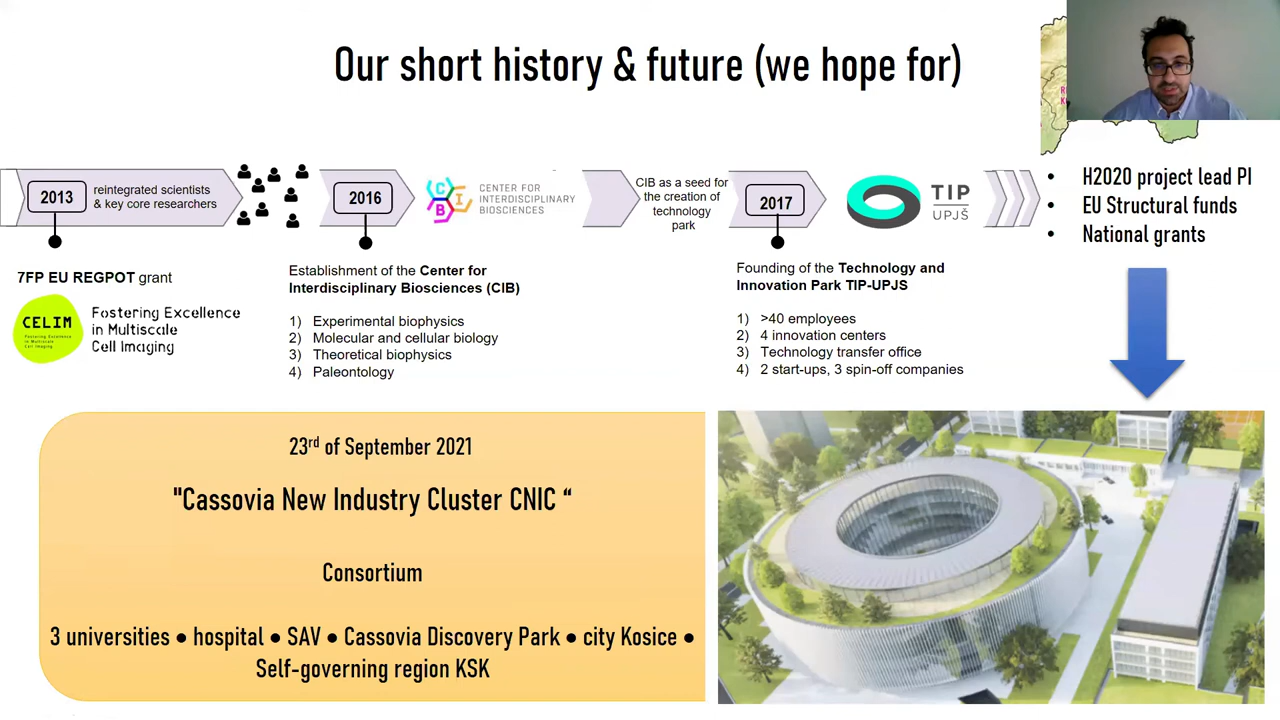 Our short history & future (we hope for)
2013
reintegrated scientists
& key core researchers
7FP EU REGPOT grant
CELIM
Fostering Excellence
in Multiscale
Cell Imaging
Fostering Excellence
in Multiscale
Cell Imaging
2016
C
I
B
CENTER FOR
INTERDISCIPLINARY
BIOSCIENCES
Establishment of the Center for
Interdisciplinary Biosciences (CIB)
1) Experimental biophysics
2) Molecular and cellular biology
3) Theoretical biophysics
4) Paleontology
CIB as a seed for
the creation of
technology
park
2017
TIP
UPJŠ
Founding of the Technology and
Innovation Park TIP-UPJS
1) >40 employees
2) 4 innovation centers
3) Technology transfer office
4) 2 start-ups, 3 spin-off companies
• H2020 project lead PI
• EU Structural funds
• National grants
23rd of September 2021
"Cassovia New Industry Cluster CNIC “
Consortium
3 universities • hospital • SAV • Cassovia Discovery Park • city Kosice •
Self-governing region KSK